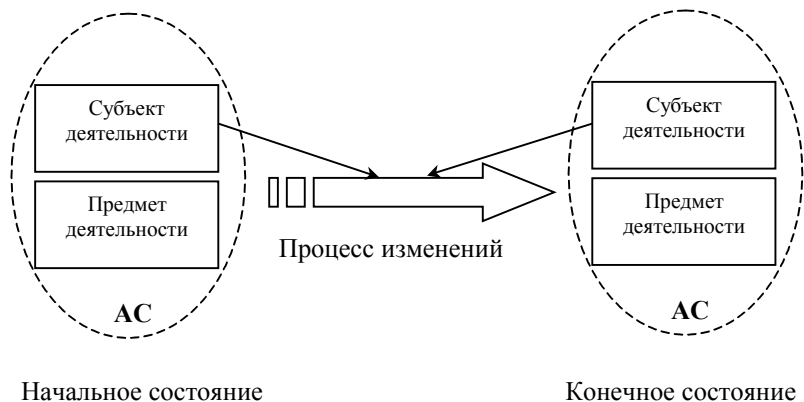 Субъект
деятельности
Предмет
деятельности
АС
Начальное состояние
Процесс изменений
Субъект
деятельности
Предмет
деятельности
АС
Конечное состояние